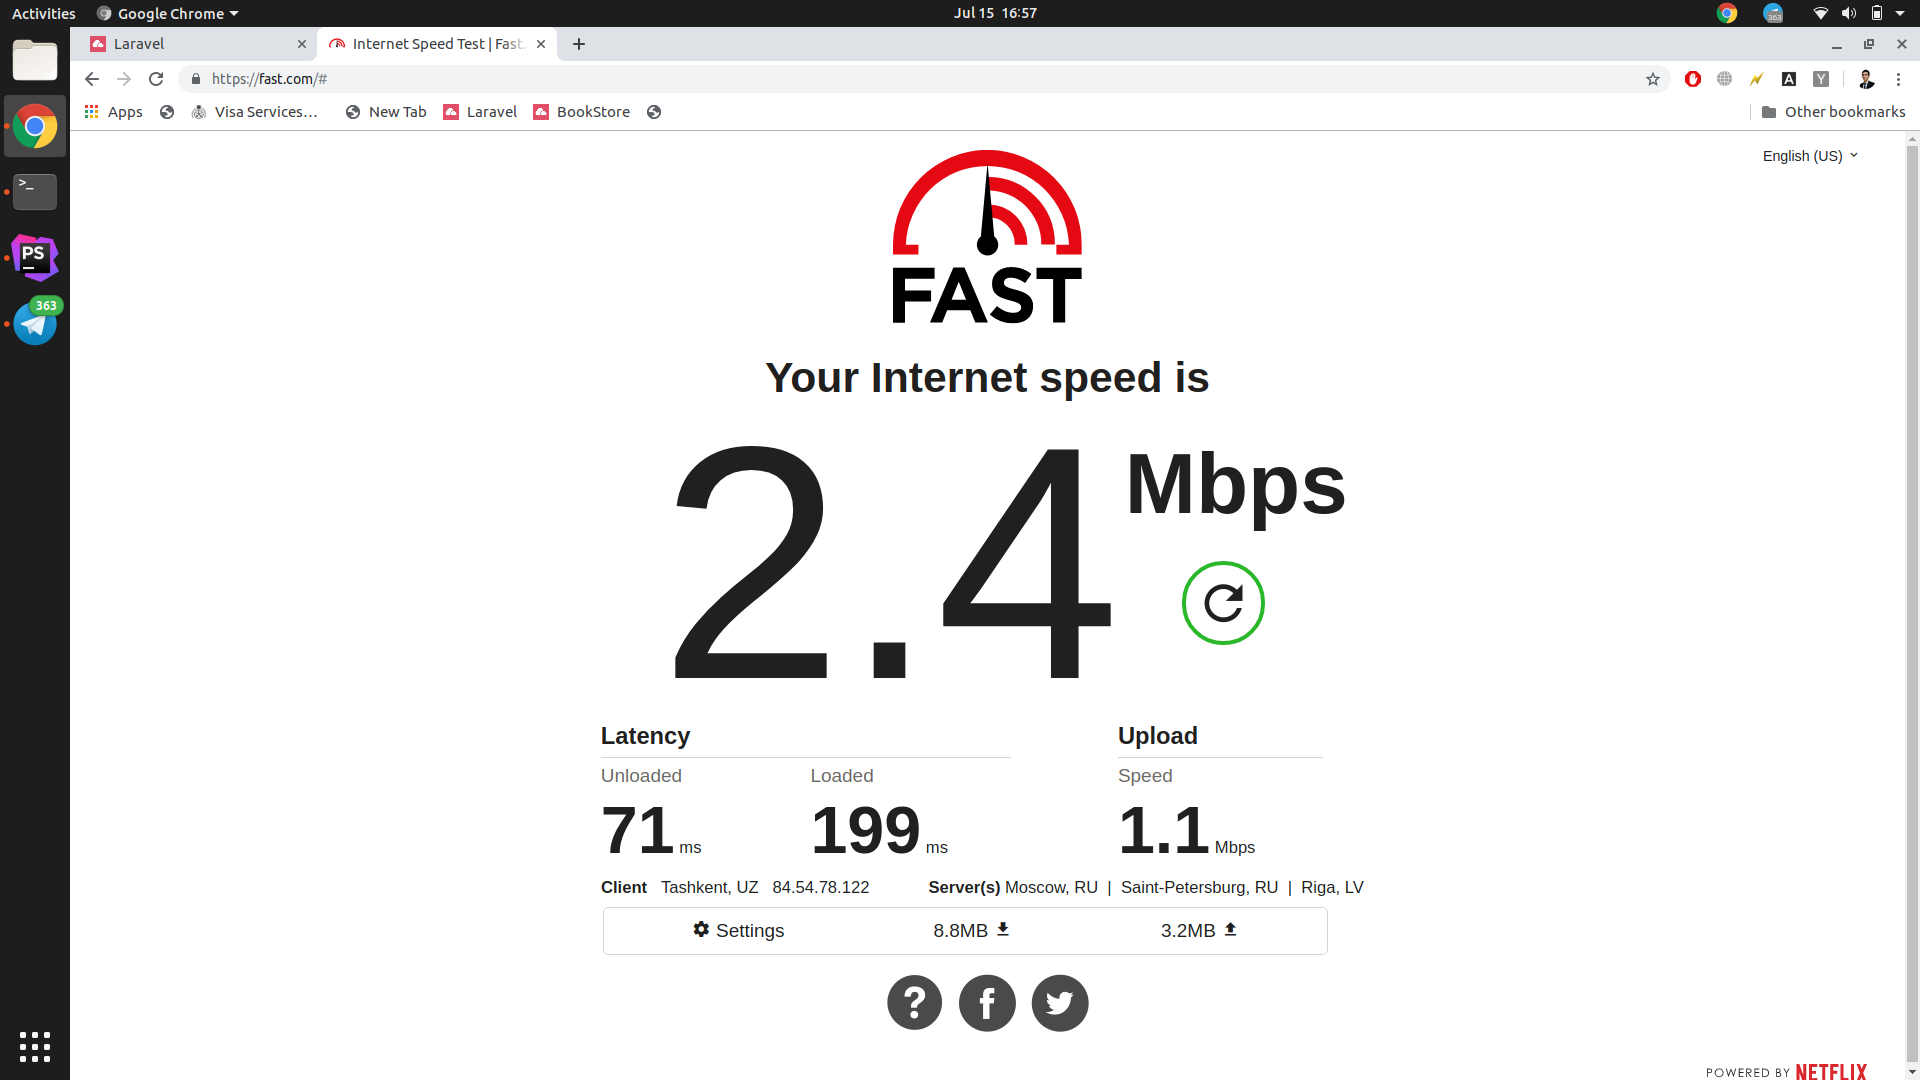 Activities Google Chrome Jul 15 16:57 363
Laravel Internet Speed Test | Fast.
https://fast.com/# A Y
Apps Visa Services... New Tab Laravel BookStore Other bookmarks
English (US)
>_
PS
363
FAST
Your Internet speed is
2.4 Mbps
Latency Upload
Unloaded Loaded Speed
71 ms 199 ms 1.1 Mbps
Client Tashkent, UZ 84.54.78.122 Server(s) Moscow, RU | Saint-Petersburg, RU | Riga, LV
Settings 8.8MB 3.2MB
? f
POWERED BY NETFLIX